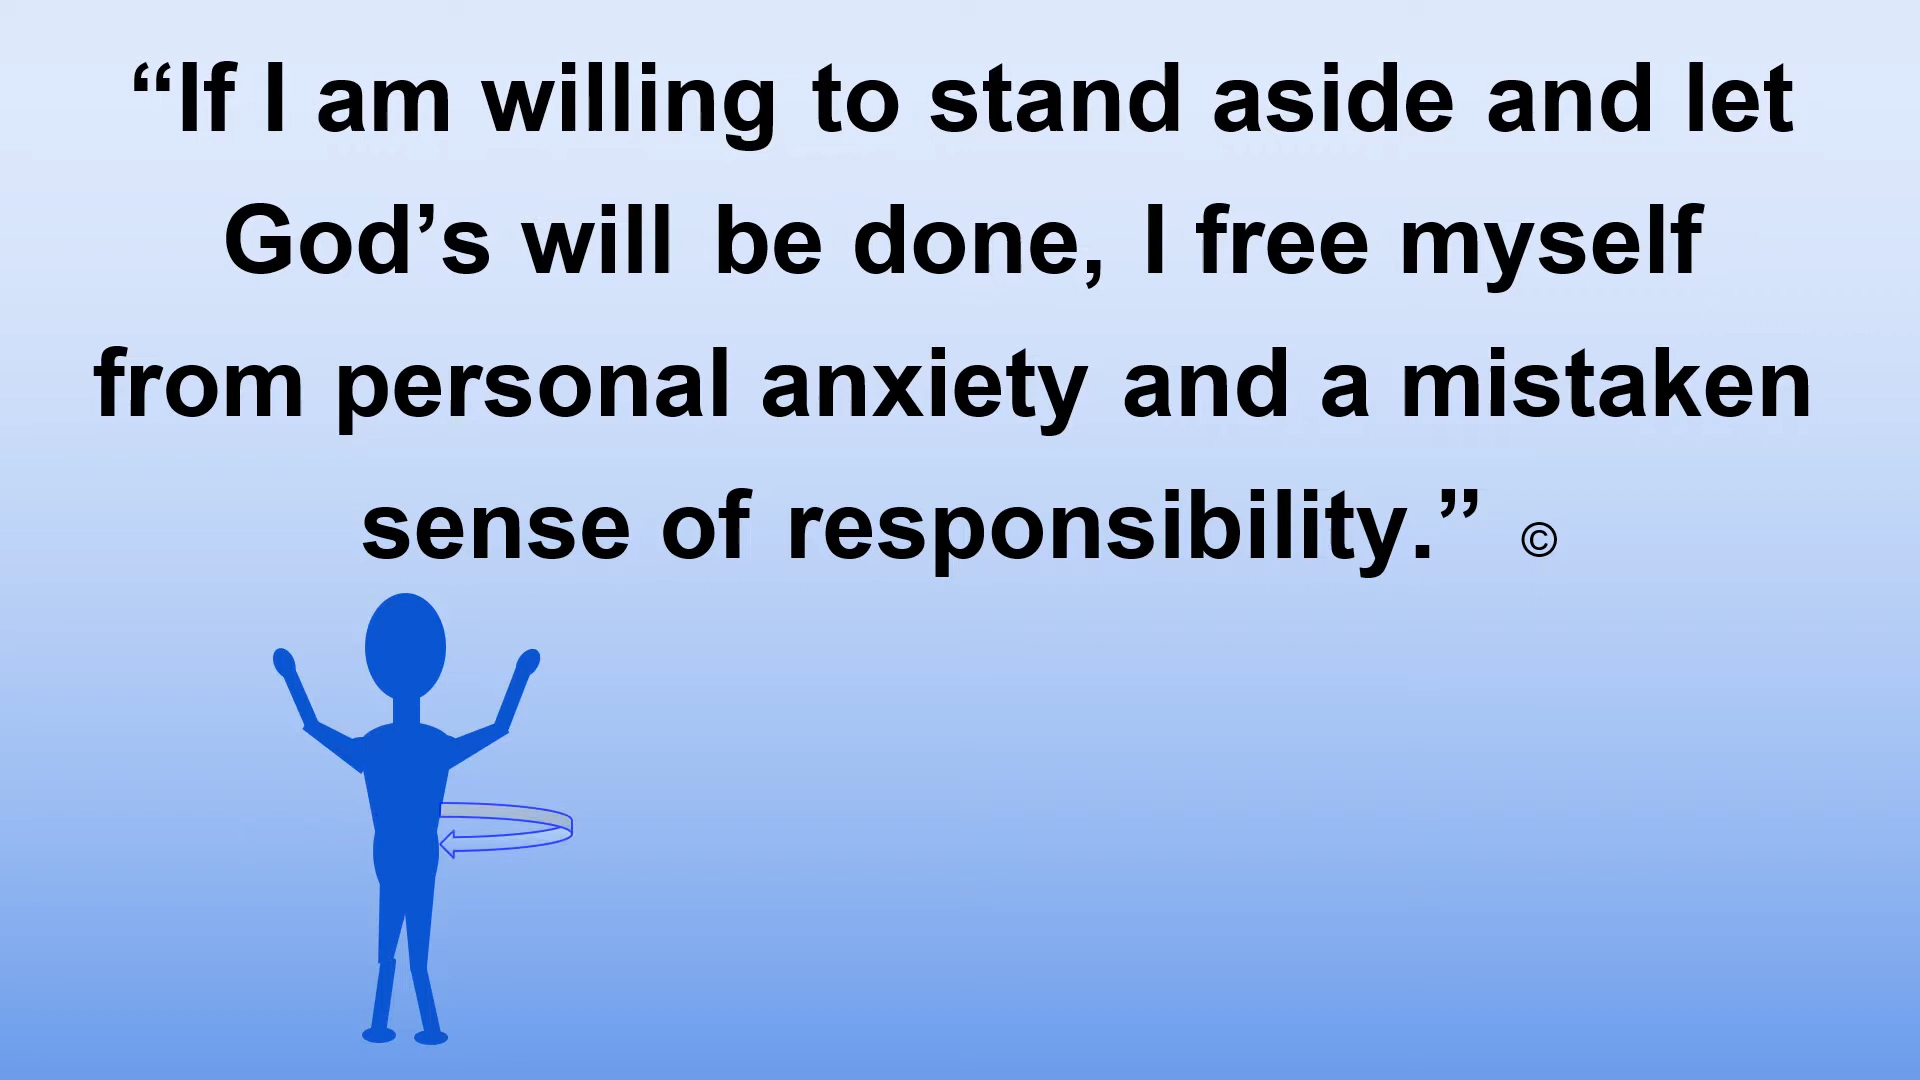 “If I am willing to stand aside and let
God’s will be done, I free myself
from personal anxiety and a mistaken
sense of responsibility.” ©